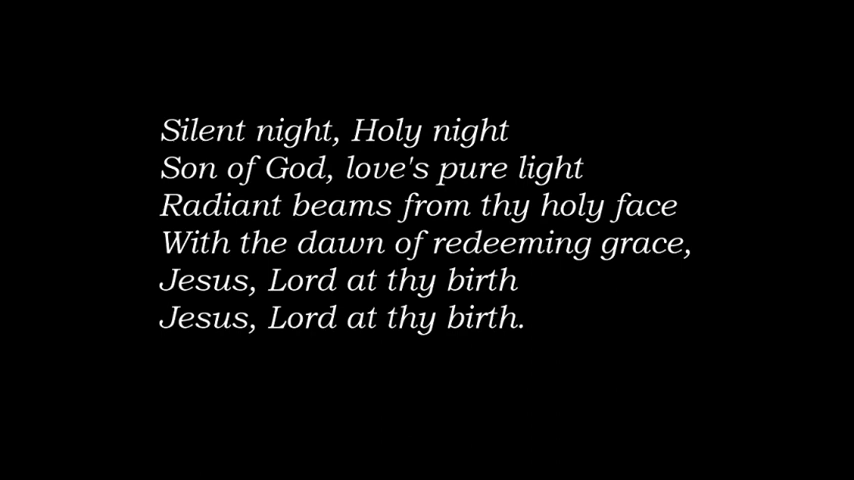 Silent night, Holy night
Son of God, love's pure light
Radiant beams from thy holy face
With the dawn of redeeming grace,
Jesus, Lord at thy birth
Jesus, Lord at thy birth.